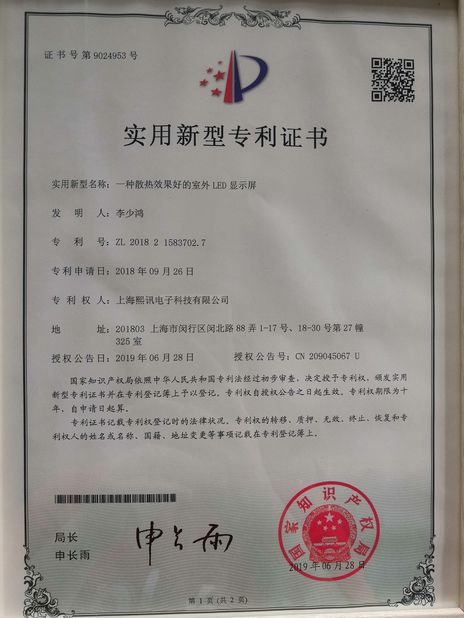 证书号第9024953号
实用新型专利证书
实用新型名称：一种散热效果好的室外LED显示屏
发明人：李少鸿
专利号：ZL 2018 2 1583702.7
专利申请日：2018年09月26日
专利权人：上海熙讯电子科技有限公司
地址：201803 上海市闵行区闵北路88弄1-17号、18-30号第27幢
325室
授权公告日：2019年06月28日 授权公告号：CN 209045067 U
国家知识产权局依照中华人民共和国专利法经过初步审查，决定授予专利权，颁发实用
新型专利证书并在专利登记簿上予以登记。专利权自授权公告之日起生效。专利权期限为十
年，自申请日起算。
专利证书记载专利权登记时的法律状况。专利权的转移、质押、无效、终止、恢复和专
利权人的姓名或名称、国籍、地址变更等事项记载在专利登记簿上。
局长
申长雨
申长雨
国家知识产权局
2019年06月28日
第1页(共2页)